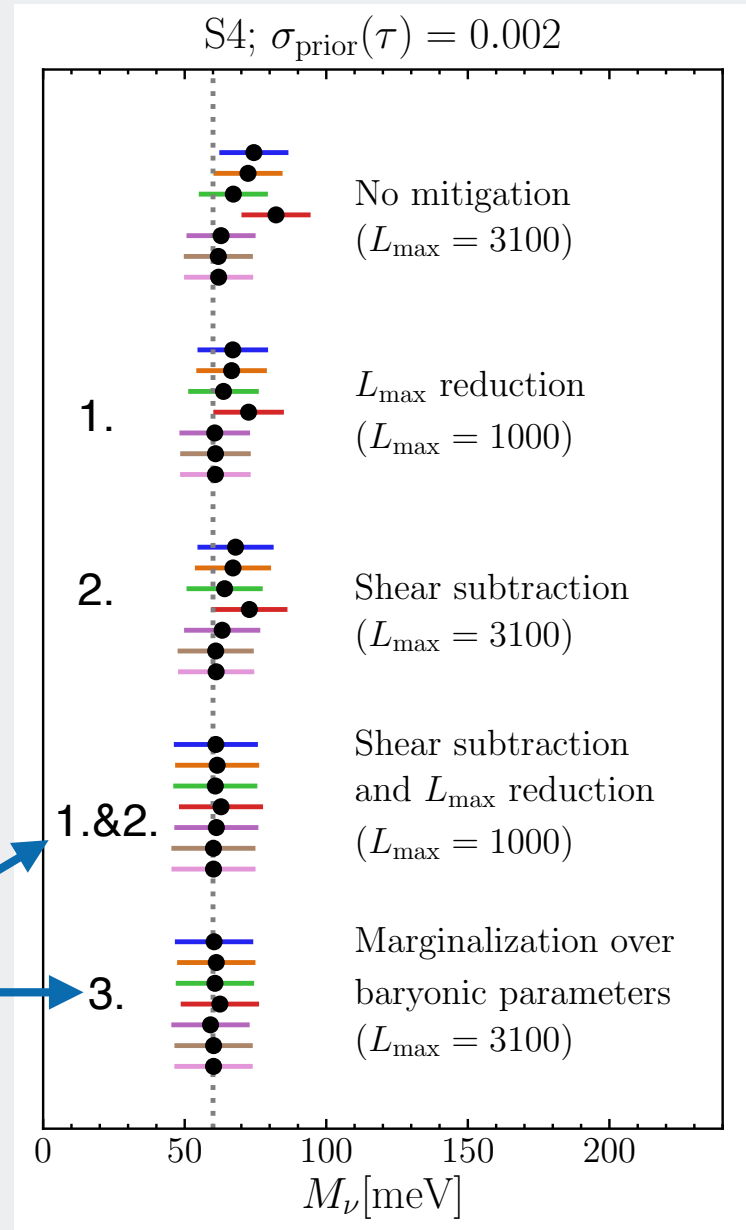 S4; σ_prior(τ) = 0.002
No mitigation
(L_max = 3100)
1.
L_max reduction
(L_max = 1000)
2.
Shear subtraction
(L_max = 3100)
1.&2.
Shear subtraction
and L_max reduction
(L_max = 1000)
3.
Marginalization over
baryonic parameters
(L_max = 3100)
0 50 100 150 200
M_ν[meV]